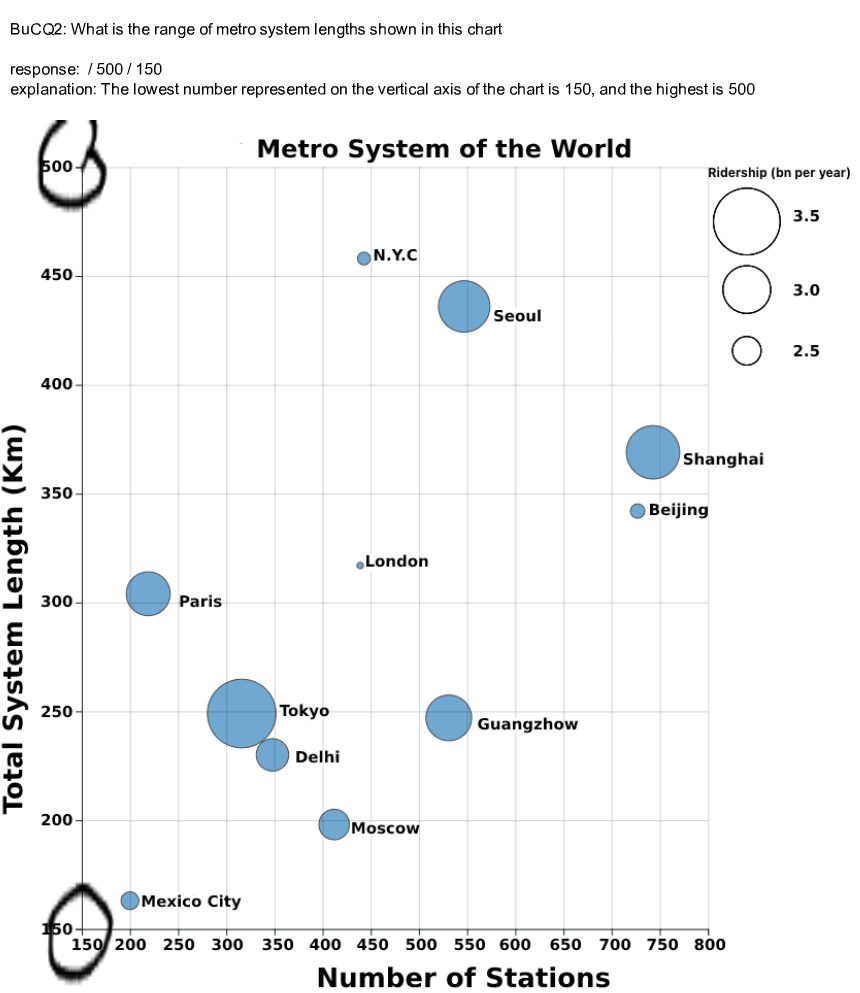 BuCQ2: What is the range of metro system lengths shown in this chart
response:  / 500 / 150
explanation: The lowest number represented on the vertical axis of the chart is 150, and the highest is 500
Metro System of the World
Ridership (bn per year)
3.5
3.0
2.5
Total System Length (Km)
500
450
400
350
300
250
200
150
N.Y.C
Seoul
Shanghai
Beijing
London
Paris
Tokyo
Guangzhow
Delhi
Moscow
Mexico City
150 200 250 300 350 400 450 500 550 600 650 700 750 800
Number of Stations